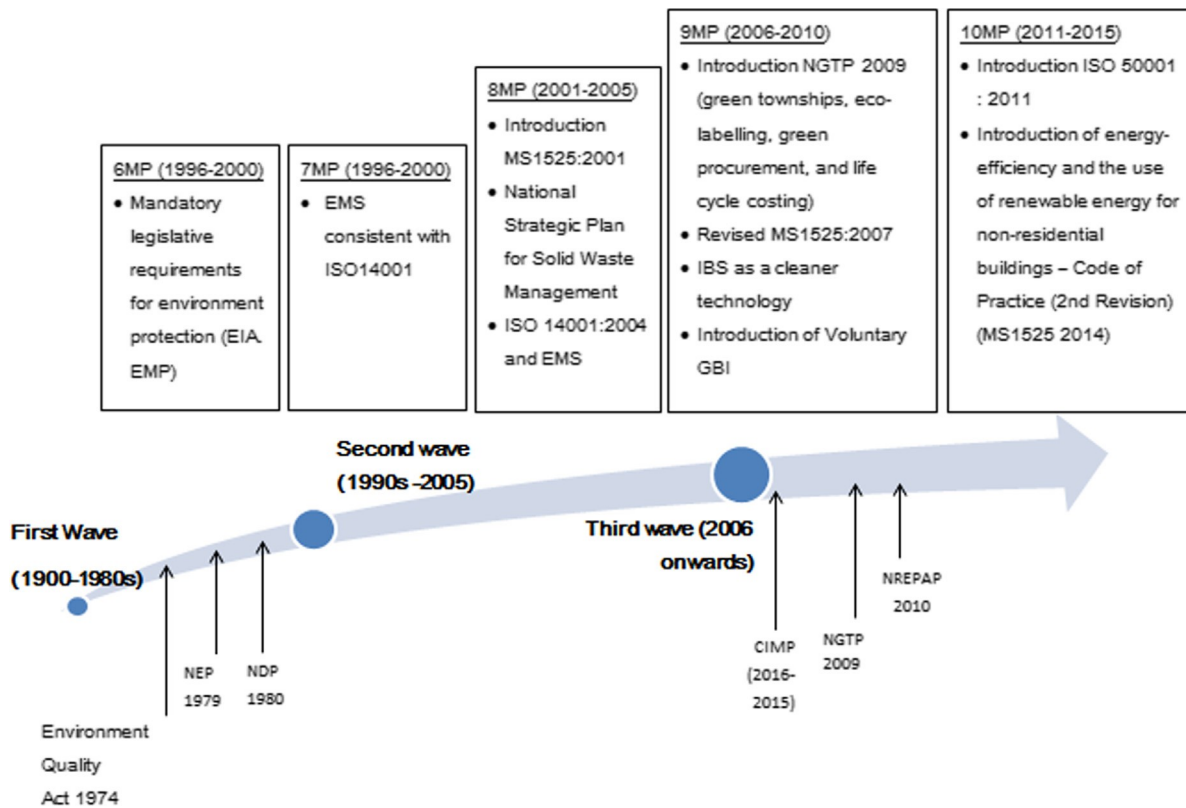 6MP (1996-2000)
• Mandatory
legislative
requirements
for environment
protection (EIA.
EMP)
7MP (1996-2000)
• EMS
consistent with
ISO14001
8MP (2001-2005)
• Introduction
MS1525:2001
• National
Strategic Plan
for Solid Waste
Management
• ISO 14001:2004
and EMS
9MP (2006-2010)
• Introduction NGTP 2009
(green townships, eco-
labelling, green
procurement, and life
cycle costing)
• Revised MS1525:2007
• IBS as a cleaner
technology
• Introduction of Voluntary
GBI
10MP (2011-2015)
• Introduction ISO 50001
: 2011
• Introduction of energy-
efficiency and the use
of renewable energy for
non-residential
buildings – Code of
Practice (2nd Revision)
(MS1525 2014)
First Wave
(1900-1980s)
Second wave
(1990s -2005)
Third wave (2006
onwards)
Environment
Quality
Act 1974
NEP
1979
NDP
1980
CIMP
(2016-
2015)
NGTP
2009
NREPAP
2010